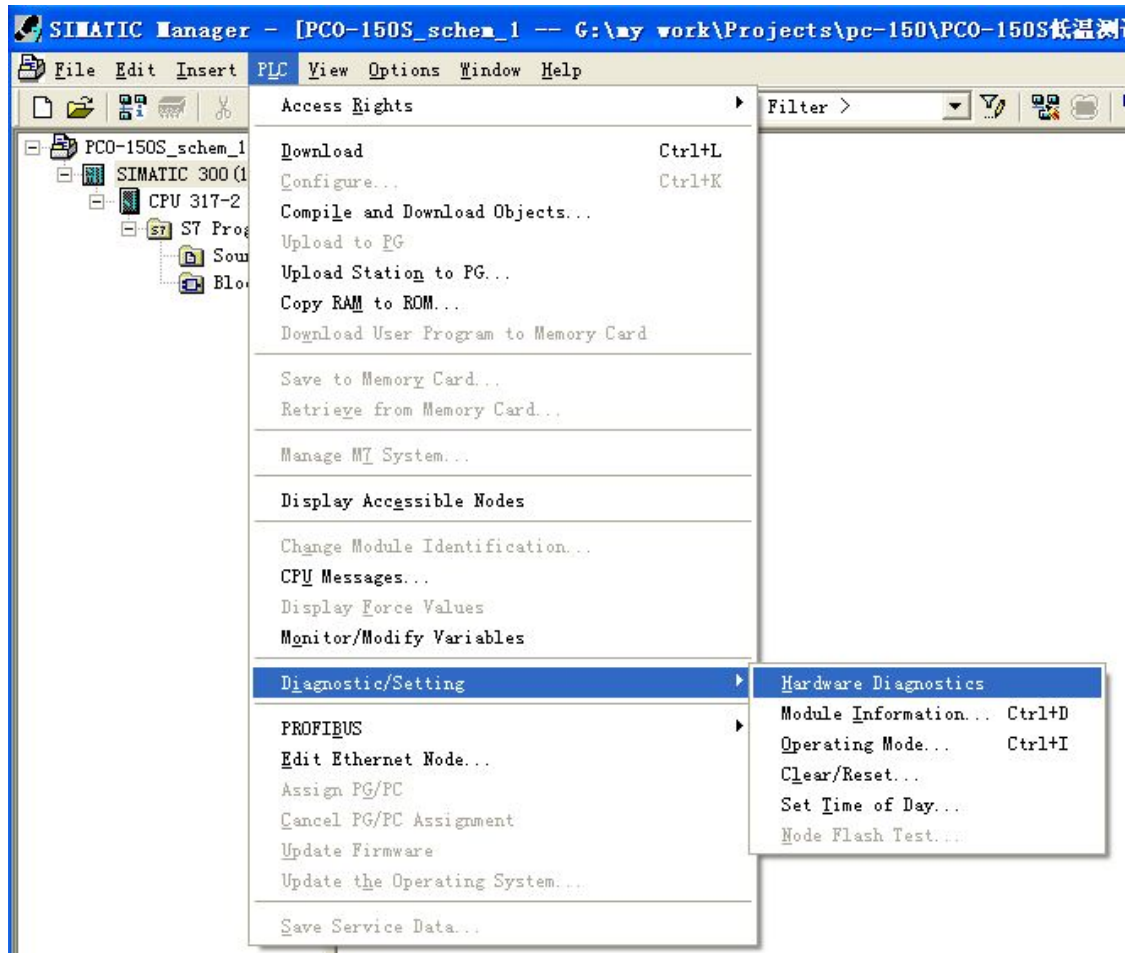 SIMATIC Manager - [PCO-150S_schem_1 -- G:\my work\Projects\pc-150\PCO-150S低温测
File Edit Insert PLC View Options Window Help
Filter >
PCO-150S_schem_1
SIMATIC 300(1
CPU 317-2
S7 Prog
Sour
Blo
Access Rights
Download Ctrl+L
Configure... Ctrl+K
Compile and Download Objects...
Upload to PG
Upload Station to PG...
Copy RAM to ROM...
Download User Program to Memory Card
Save to Memory Card...
Retrieve from Memory Card...
Manage M7 System...
Display Accessible Nodes
Change Module Identification...
CPU Messages...
Display Force Values
Monitor/Modify Variables
Diagnostic/Setting
PROFIBUS
Edit Ethernet Node...
Assign PG/PC
Cancel PG/PC Assignment
Update Firmware
Update the Operating System...
Save Service Data...
Hardware Diagnostics
Module Information... Ctrl+D
Operating Mode... Ctrl+I
Clear/Reset...
Set Time of Day...
Node Flash Test...